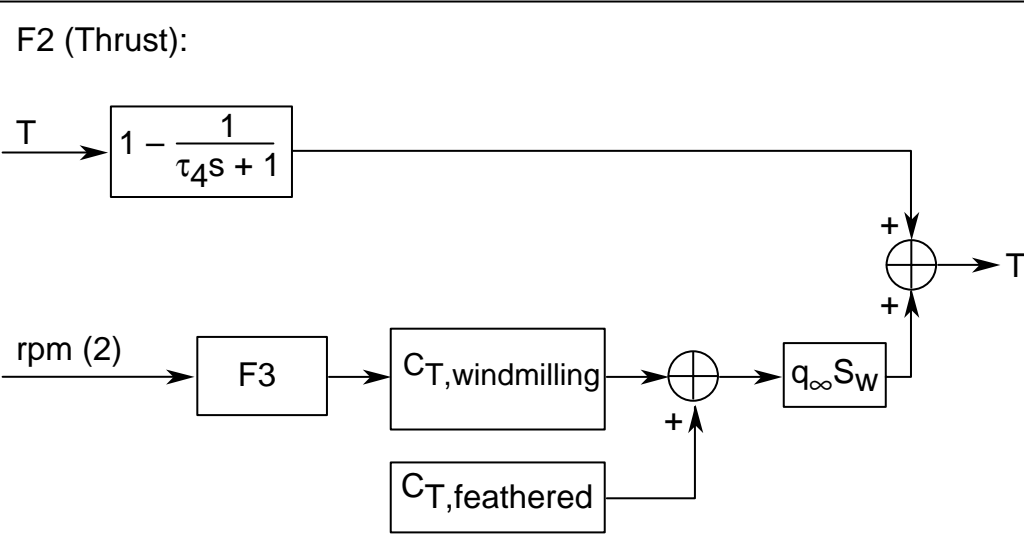 F2 (Thrust):
T
1 − 1/(τ4s + 1)
+
T
+
rpm (2)
F3
CT,windmilling
q∞SW
+
CT,feathered